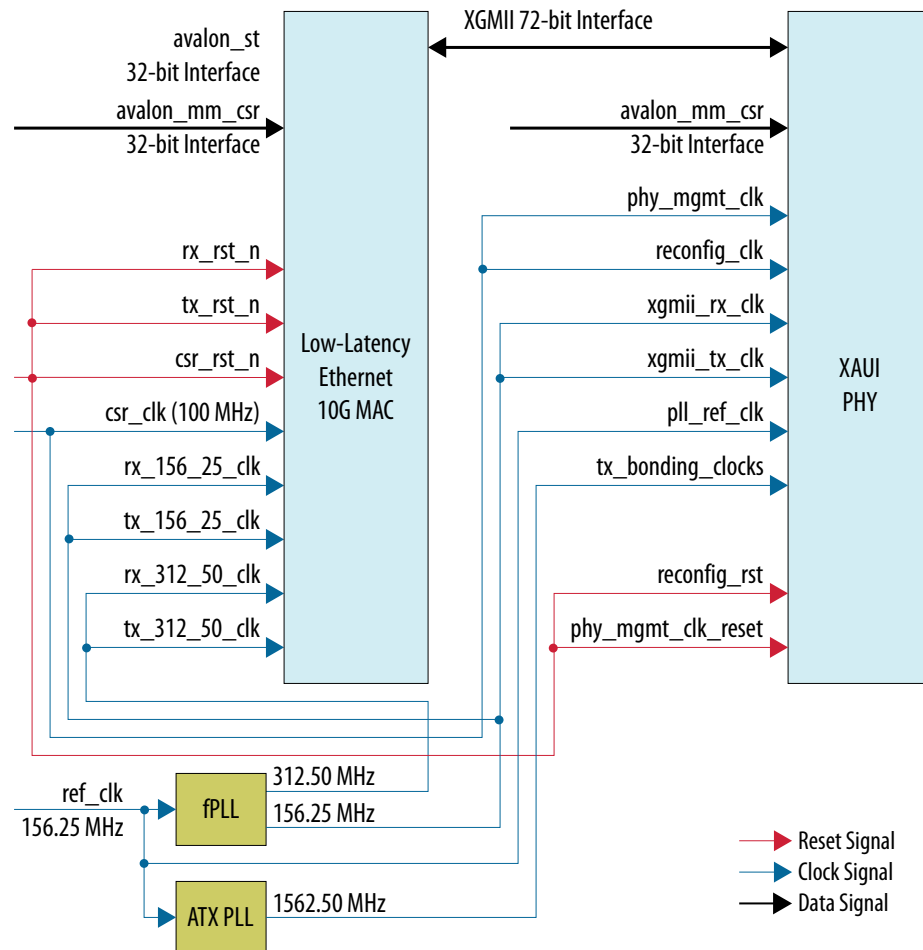 XGMII 72-bit Interface
avalon_st
32-bit Interface
avalon_mm_csr
32-bit Interface
avalon_mm_csr
32-bit Interface
phy_mgmt_clk
rx_rst_n
reconfig_clk
tx_rst_n
xgmii_rx_clk
csr_rst_n
xgmii_tx_clk
Low-Latency
Ethernet
10G MAC
XAUI
PHY
csr_clk (100 MHz)
pll_ref_clk
rx_156_25_clk
tx_bonding_clocks
tx_156_25_clk
rx_312_50_clk
reconfig_rst
tx_312_50_clk
phy_mgmt_clk_reset
ref_clk
156.25 MHz
fPLL
312.50 MHz
156.25 MHz
ATX PLL
1562.50 MHz
Reset Signal
Clock Signal
Data Signal